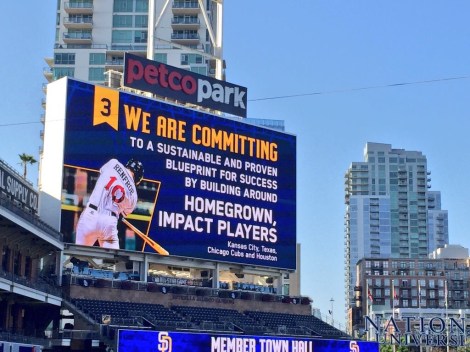 petco park
3 WE ARE COMMITTING
TO A SUSTAINABLE AND PROVEN
BLUEPRINT FOR SUCCESS
BY BUILDING AROUND
HOMEGROWN,
IMPACT PLAYERS
Kansas City, Texas,
Chicago Cubs and Houston
RENFROE
10
SUPPLY CO.
SD MEMBER TOWN HALL
NATION
UNIVERSI